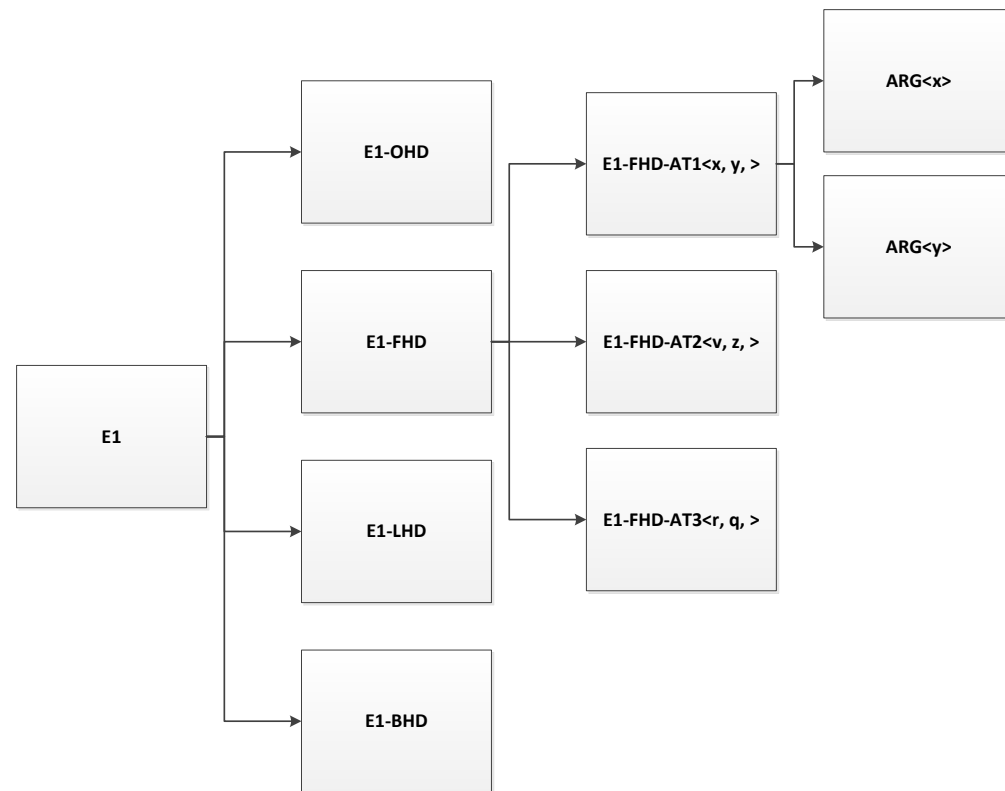 E1
E1-OHD
E1-FHD
E1-LHD
E1-BHD
E1-FHD-AT1<x, y, >
E1-FHD-AT2<v, z, >
E1-FHD-AT3<r, q, >
ARG<x>
ARG<y>